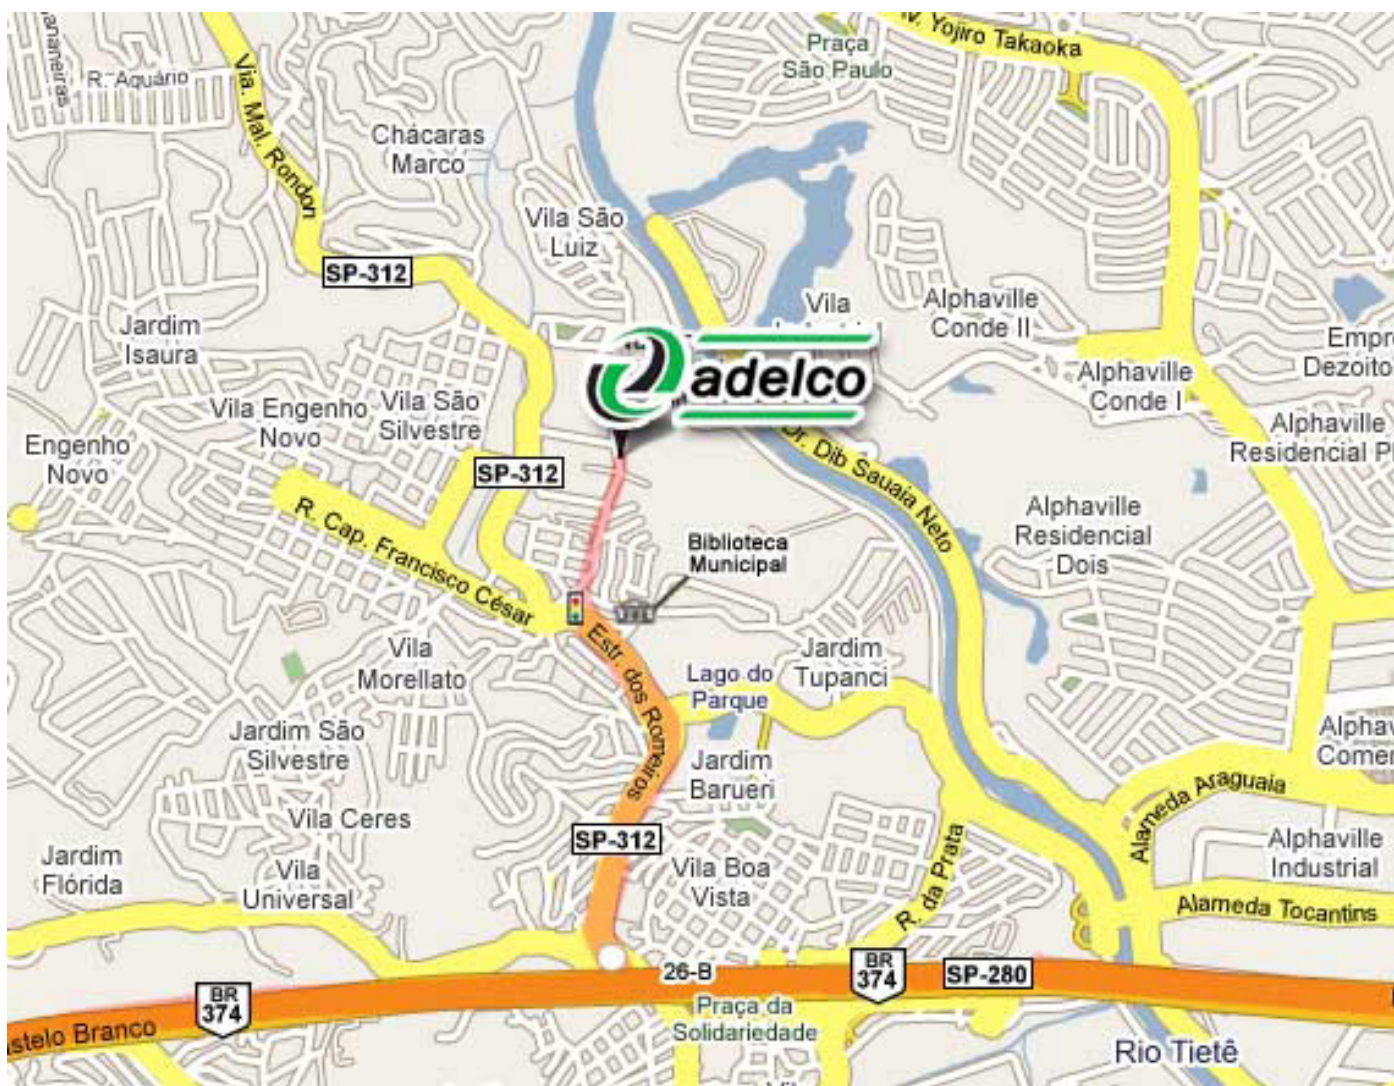 Av. Yojiro Takaoka
Praça
São Paulo
R. Aquário
Via. Mal. Rondon
Chácaras
Marco
Vila São
Luiz
SP-312
Vila
Alphaville
Conde II
Jardim
Isaura
Empr
Dezoito
adelco
Alphaville
Conde I
Vila Engenho
Novo
Vila São
Silvestre
Engenho
Novo
Alphaville
Residencial Pl
SP-312
Dr. Dib Sauaia Neto
R. Cap. Francisco César
Alphaville
Residencial
Dois
Biblioteca
Municipal
Estr. dos Romeiros
Vila
Morellato
Jardim
Tupanci
Lago do
Parque
Jardim São
Silvestre
Alphav
Comer
Jardim
Barueri
Alameda Araguaia
Vila Ceres
SP-312
Alphaville
Industrial
Jardim
Flórida
Vila
Universal
Vila Boa
Vista
R. da Prata
Alameda Tocantins
26-B
BR
374
SP-280
BR
374
Praça da
Solidariedade
stelo Branco
Rio Tietê